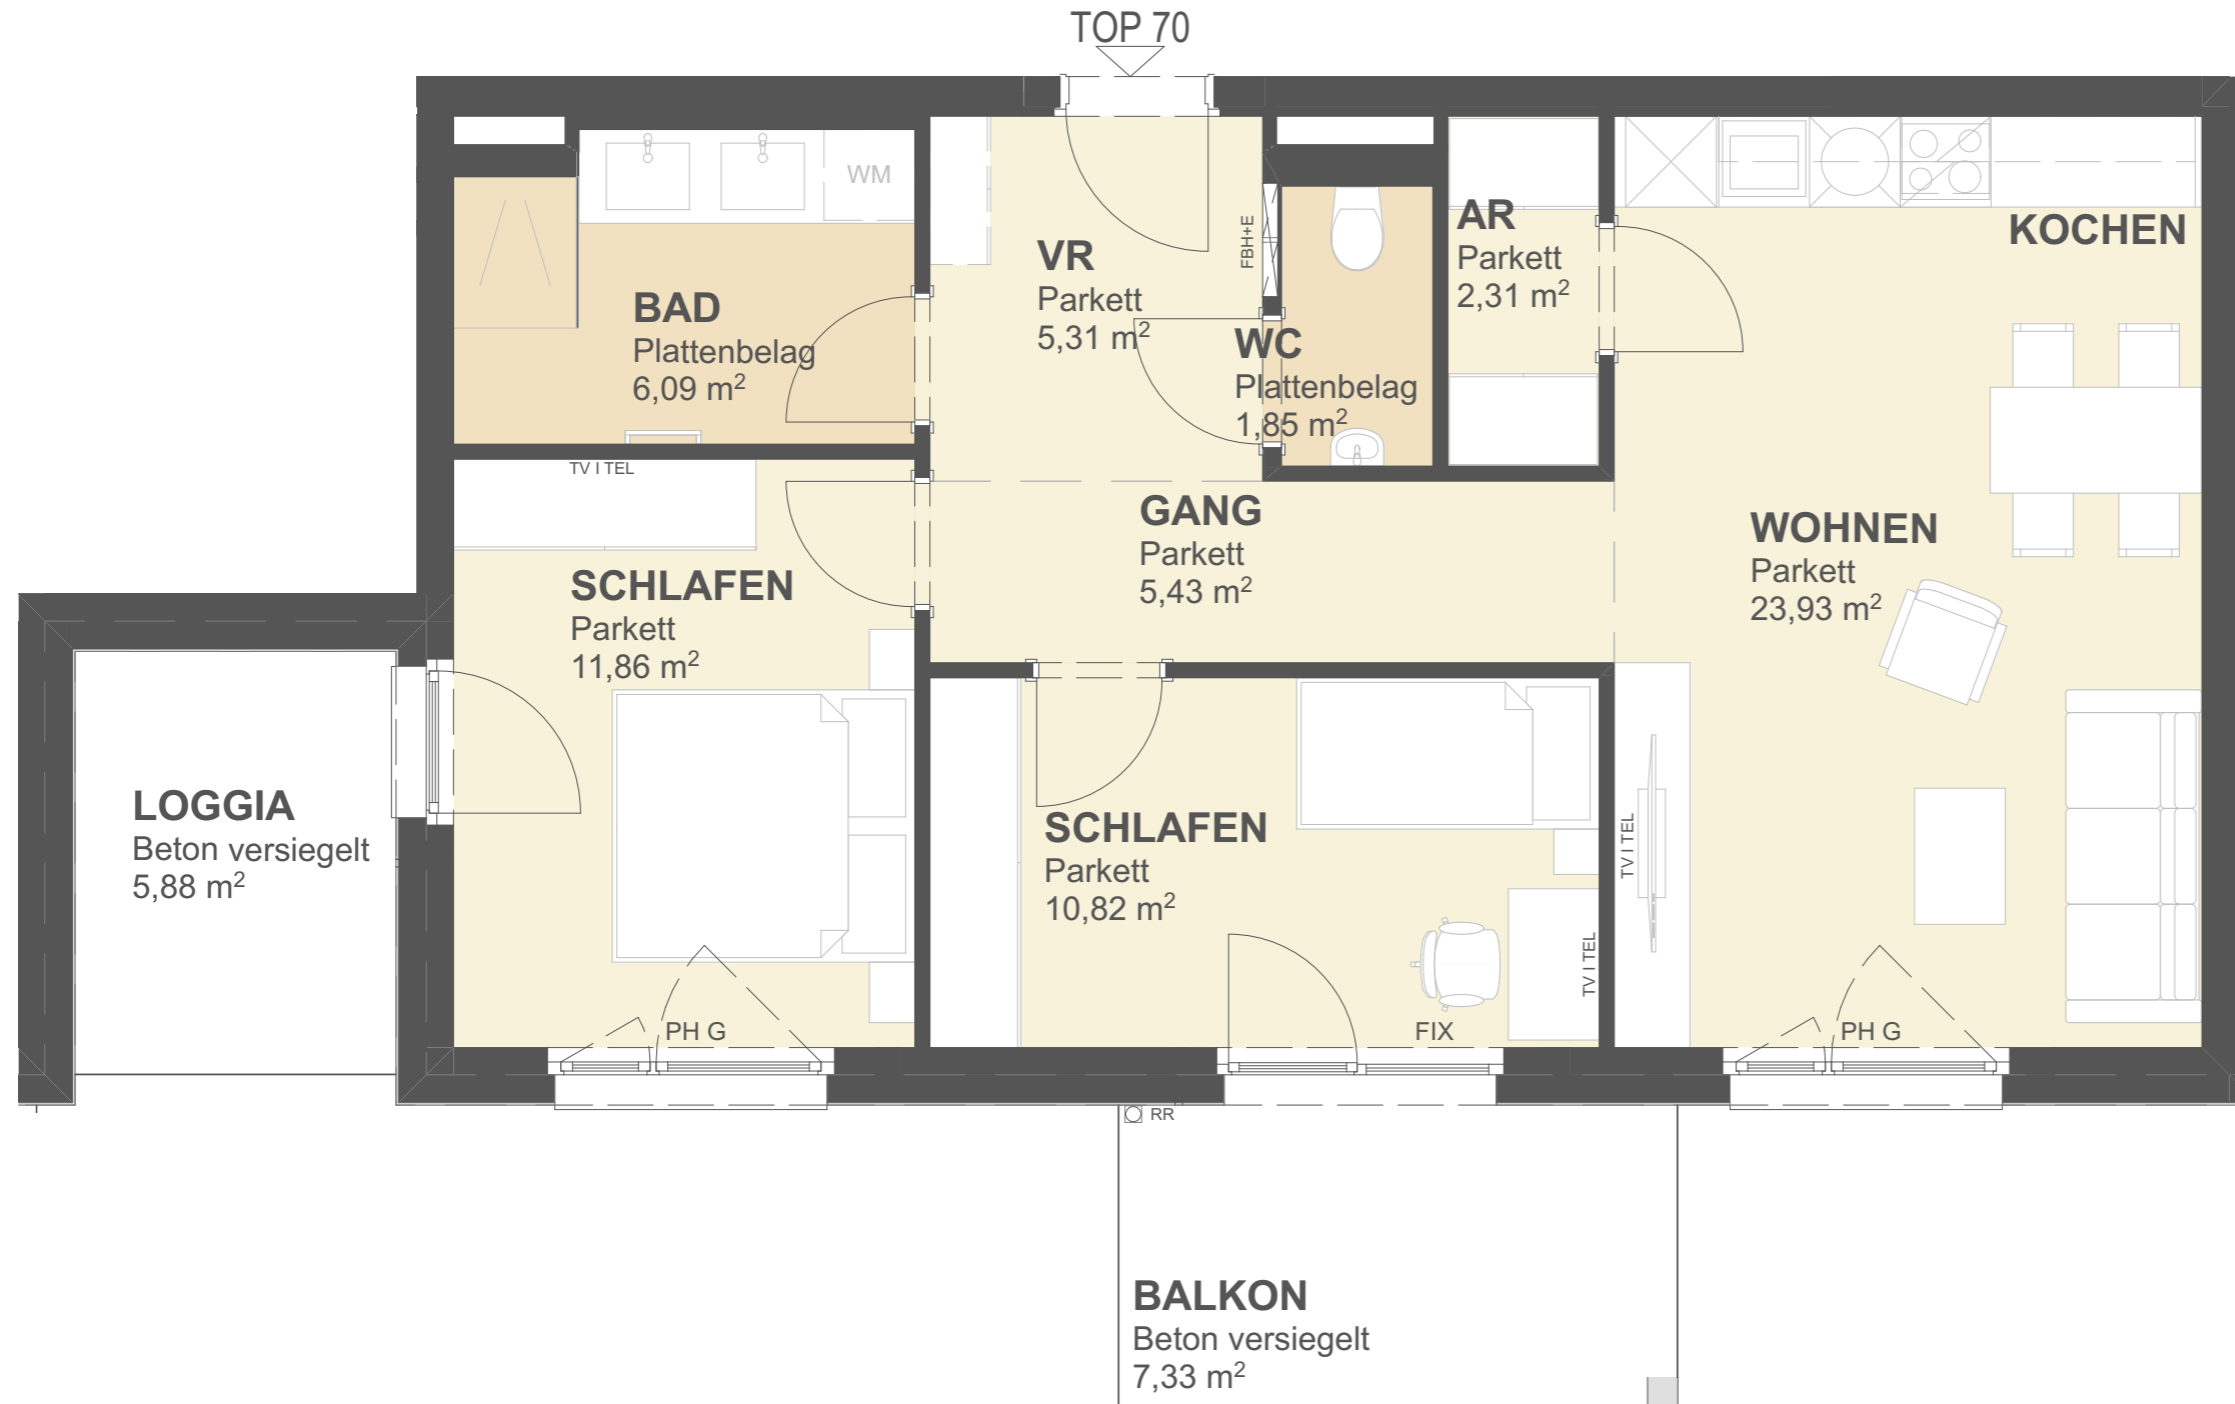 TOP 70
WM
BAD
Plattenbelag
6,09 m²
VR
Parkett
5,31 m²
FBH+E
WC
Plattenbelag
1,85 m²
AR
Parkett
2,31 m²
KOCHEN
TV I TEL
SCHLAFEN
Parkett
11,86 m²
GANG
Parkett
5,43 m²
WOHNEN
Parkett
23,93 m²
LOGGIA
Beton versiegelt
5,88 m²
SCHLAFEN
Parkett
10,82 m²
TV I TEL
TV I TEL
PH G
FIX
PH G
RR
BALKON
Beton versiegelt
7,33 m²